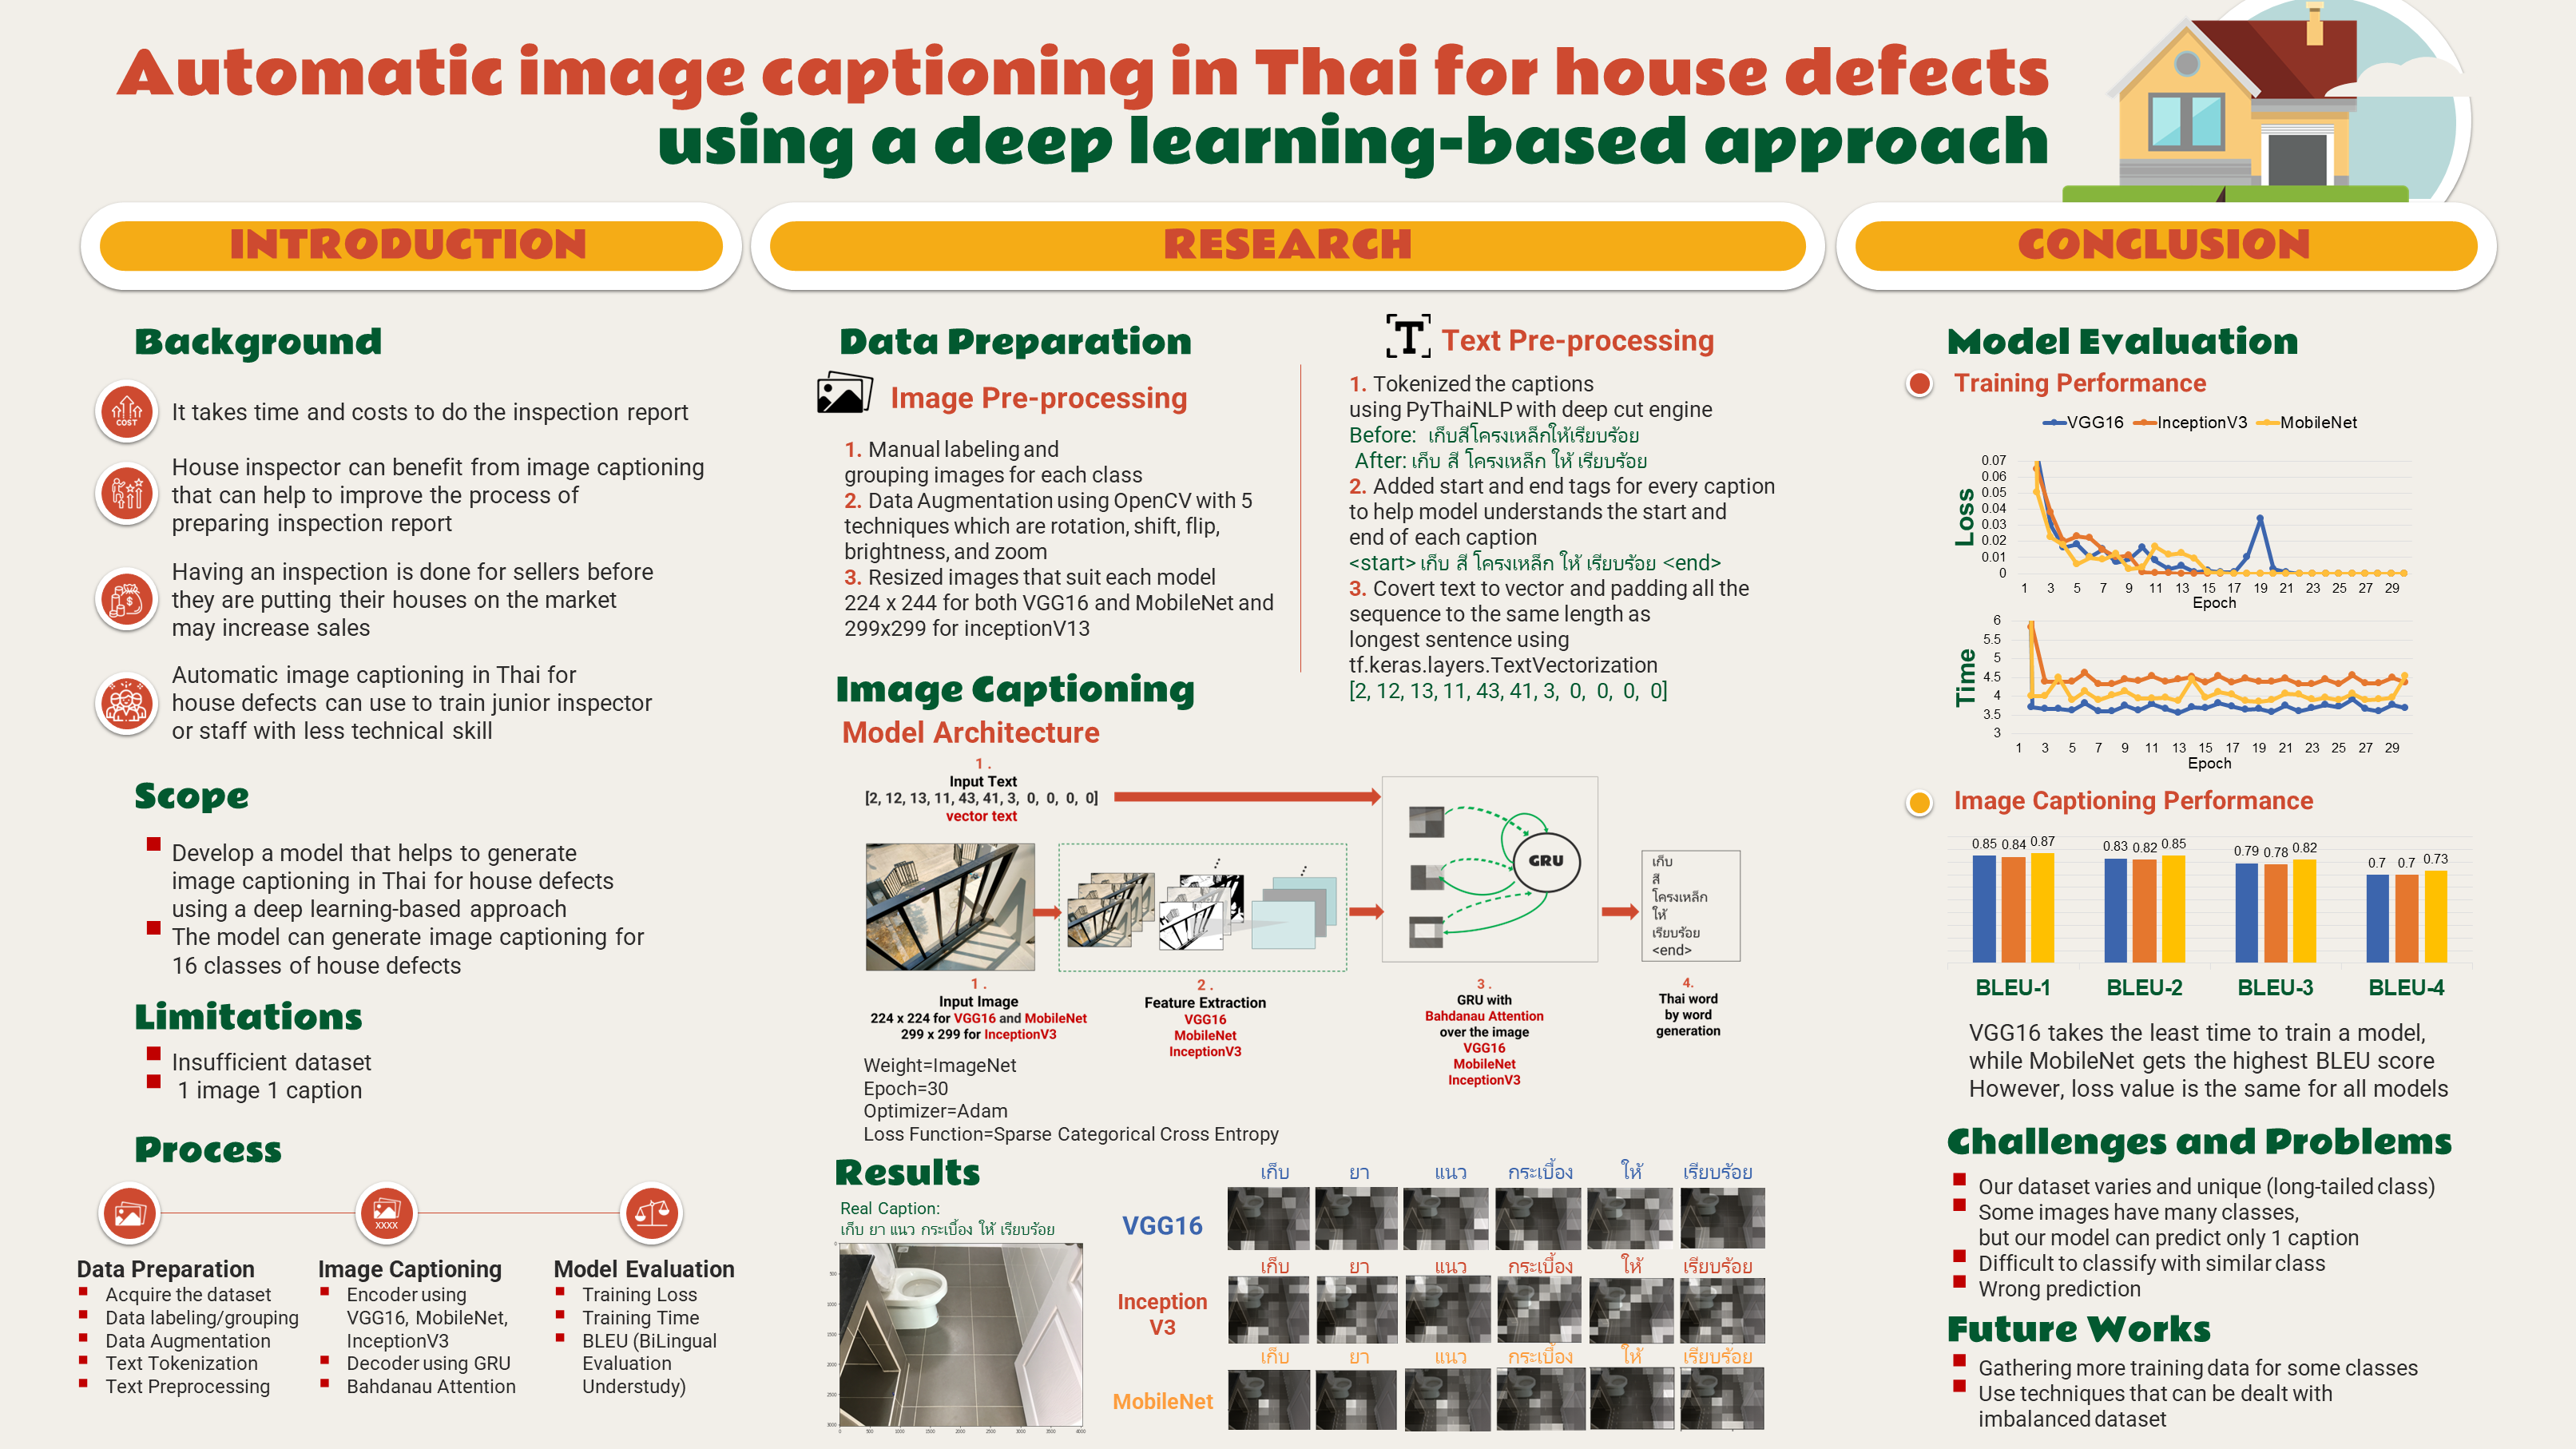 Automatic image captioning in Thai for house defects
using a deep learning-based approach
INTRODUCTION
Background
COST
It takes time and costs to do the inspection report
House inspector can benefit from image captioning
that can help to improve the process of
preparing inspection report
Having an inspection is done for sellers before
they are putting their houses on the market
may increase sales
Automatic image captioning in Thai for
house defects can use to train junior inspector
or staff with less technical skill
Scope
Develop a model that helps to generate
image captioning in Thai for house defects
using a deep learning-based approach
The model can generate image captioning for
16 classes of house defects
Limitations
Insufficient dataset
1 image 1 caption
Process
XXXX
Data Preparation
Acquire the dataset
Data labeling/grouping
Data Augmentation
Text Tokenization
Text Preprocessing
Image Captioning
Encoder using
VGG16, MobileNet,
InceptionV3
Decoder using GRU
Bahdanau Attention
Model Evaluation
Training Loss
Training Time
BLEU (BiLingual
Evaluation
Understudy)
RESEARCH
Data Preparation
Image Pre-processing
1. Manual labeling and
grouping images for each class
2. Data Augmentation using OpenCV with 5
techniques which are rotation, shift, flip,
brightness, and zoom
3. Resized images that suit each model
224 x 244 for both VGG16 and MobileNet and
299x299 for inceptionV13
T Text Pre-processing
1. Tokenized the captions
using PyThaiNLP with deep cut engine
Before: เก็บสีโครงเหล็กให้เรียบร้อย
After: เก็บ สี โครงเหล็ก ให้ เรียบร้อย
2. Added start and end tags for every caption
to help model understands the start and
end of each caption
<start> เก็บ สี โครงเหล็ก ให้ เรียบร้อย <end>
3. Covert text to vector and padding all the
sequence to the same length as
longest sentence using
tf.keras.layers.TextVectorization
[2, 12, 13, 11, 43, 41, 3, 0, 0, 0, 0]
Image Captioning
Model Architecture
1.
Input Text
[2, 12, 13, 11, 43, 41, 3, 0, 0, 0, 0]
vector text
GRU
เก็บ
สี
โครงเหล็ก
ให้
เรียบร้อย
<end>
1.
Input Image
224 x 224 for VGG16 and MobileNet
299 x 299 for InceptionV3
2.
Feature Extraction
VGG16
MobileNet
InceptionV3
3.
GRU with
Bahdanau Attention
over the image
VGG16
MobileNet
InceptionV3
4.
Thai word
by word
generation
Weight=ImageNet
Epoch=30
Optimizer=Adam
Loss Function=Sparse Categorical Cross Entropy
Results
Real Caption:
เก็บ ยา แนว กระเบื้อง ให้ เรียบร้อย
0
500
1000
1500
2000
2500
3000
0 500 1000 1500 2000 2500 3000 3500 4000
เก็บ ยา แนว กระเบื้อง ให้ เรียบร้อย
VGG16
เก็บ ยา แนว กระเบื้อง ให้ เรียบร้อย
Inception
V3
เก็บ ยา แนว กระเบื้อง ให้ เรียบร้อย
MobileNet
CONCLUSION
Model Evaluation
Training Performance
VGG16 InceptionV3 MobileNet
Loss
0.07
0.06
0.05
0.04
0.03
0.02
0.01
0
1 3 5 7 9 11 13 15 17 19 21 23 25 27 29
Epoch
Time
6
5.5
5
4.5
4
3.5
3
1 3 5 7 9 11 13 15 17 19 21 23 25 27 29
Epoch
Image Captioning Performance
0.85 0.84 0.87 0.83 0.82 0.85 0.79 0.78 0.82 0.7 0.7 0.73
BLEU-1 BLEU-2 BLEU-3 BLEU-4
VGG16 takes the least time to train a model,
while MobileNet gets the highest BLEU score
However, loss value is the same for all models
Challenges and Problems
Our dataset varies and unique (long-tailed class)
Some images have many classes,
but our model can predict only 1 caption
Difficult to classify with similar class
Wrong prediction
Future Works
Gathering more training data for some classes
Use techniques that can be dealt with
imbalanced dataset